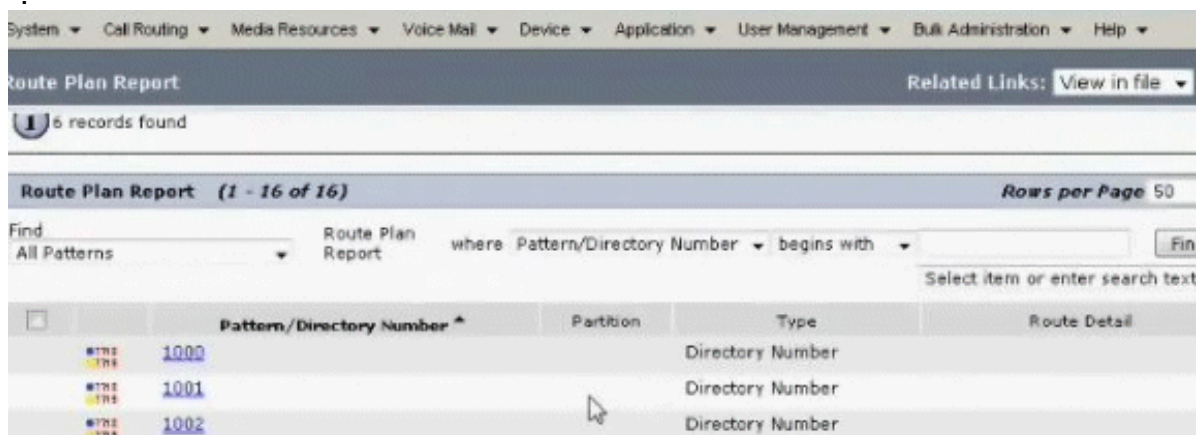 System Call Routing Media Resources Voice Mail Device Application User Management Bulk Administration Help
Route Plan Report Related Links: View in file
6 records found
Route Plan Report (1 - 16 of 16) Rows per Page 50
Find All Patterns Route Plan Report where Pattern/Directory Number begins with Fin
Select item or enter search text
Pattern/Directory Number Partition Type Route Detail
1000 Directory Number
1001 Directory Number
1002 Directory Number